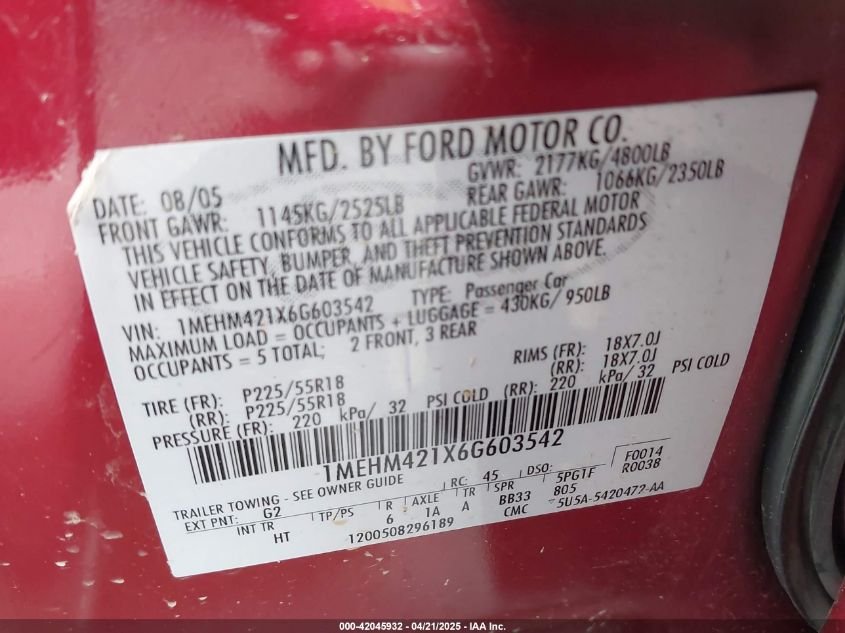 MFD. BY FORD MOTOR CO.
DATE: 08/05 GVWR: 2177KG/4800LB
FRONT GAWR: 1145KG/2525LB REAR GAWR: 1066KG/2350LB
THIS VEHICLE CONFORMS TO ALL APPLICABLE FEDERAL MOTOR
VEHICLE SAFETY, BUMPER, AND THEFT PREVENTION STANDARDS
IN EFFECT ON THE DATE OF MANUFACTURE SHOWN ABOVE.
VIN: 1MEHM421X6G603542 TYPE: Passenger Car
MAXIMUM LOAD = OCCUPANTS + LUGGAGE = 430KG/950LB
OCCUPANTS = 5 TOTAL; 2 FRONT, 3 REAR
TIRE (FR): P225/55R18 RIMS (FR): 18X7.0J
(RR): P225/55R18 (RR): 18X7.0J
PRESSURE (FR): 220 kPa/ 32 PSI COLD (RR): 220 kPa/ 32 PSI COLD
1MEHM421X6G603542
F0014
R0038
TRAILER TOWING - SEE OWNER GUIDE RC: 45 DSO:
EXT PNT: G2 TP/PS R AXLE TR SPR 5PG1F
INT TR 6 1A A BB33 805
HT 1200508296189 CMC 5U5A-5420472-AA
000-42045932 - 04/21/2025 - IAA Inc.